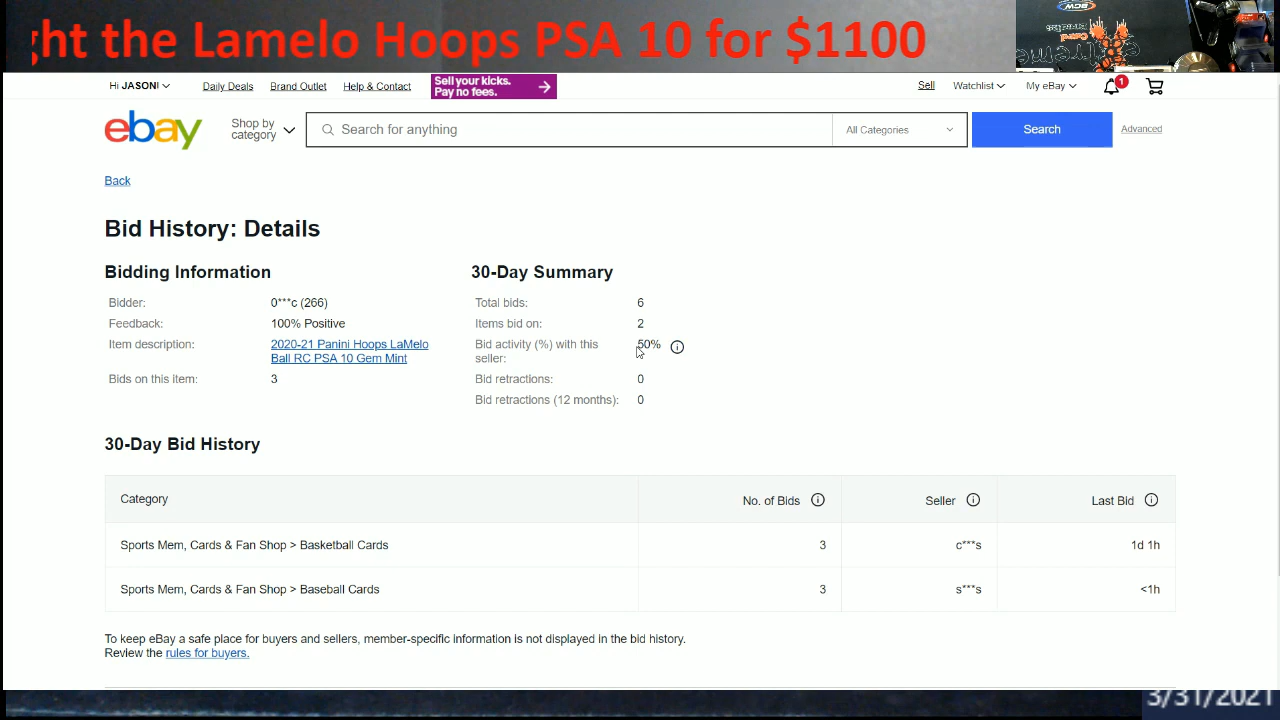 ght the Lamelo Hoops PSA 10 for $1100
BCW
Hi JASON!
Daily Deals
Brand Outlet
Help & Contact
Sell your kicks.
Pay no fees.
Sell
Watchlist
My eBay
1
ebay
Shop by
category
Search for anything
All Categories
Search
Advanced
Back
Bid History: Details
Bidding Information
30-Day Summary
Bidder: 0***c (266)
Total bids: 6
Feedback: 100% Positive
Items bid on: 2
Item description: 2020-21 Panini Hoops LaMelo
Ball RC PSA 10 Gem Mint
Bid activity (%) with this
seller: 50%
Bids on this item: 3
Bid retractions: 0
Bid retractions (12 months): 0
30-Day Bid History
Category No. of Bids Seller Last Bid
Sports Mem, Cards & Fan Shop > Basketball Cards 3 c***s 1d 1h
Sports Mem, Cards & Fan Shop > Baseball Cards 3 s***s <1h
To keep eBay a safe place for buyers and sellers, member-specific information is not displayed in the bid history.
Review the rules for buyers.
3/31/2021